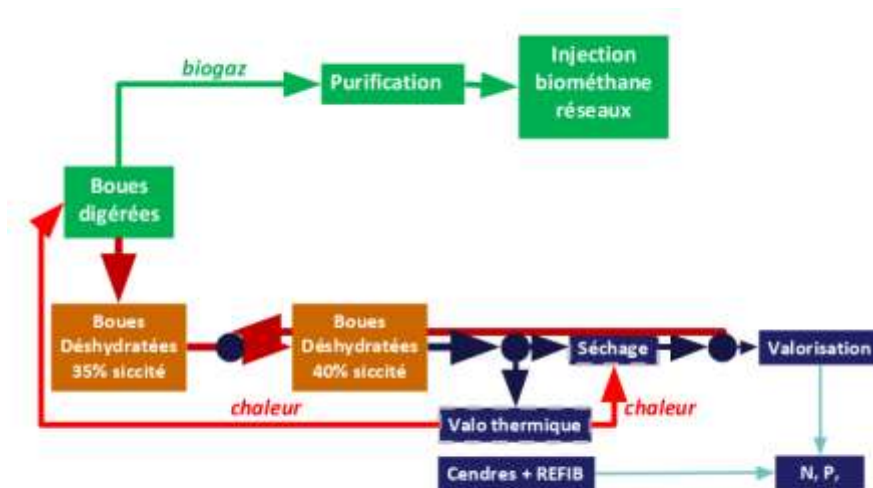 biogaz
Purification
Injection
biométhane
réseaux
Boues
digérées
Boues
Déshydratées
35% siccité
Boues
Déshydratées
40% siccité
Séchage
Valorisation
chaleur
Valo thermique
chaleur
Cendres + REFIB
N, P,